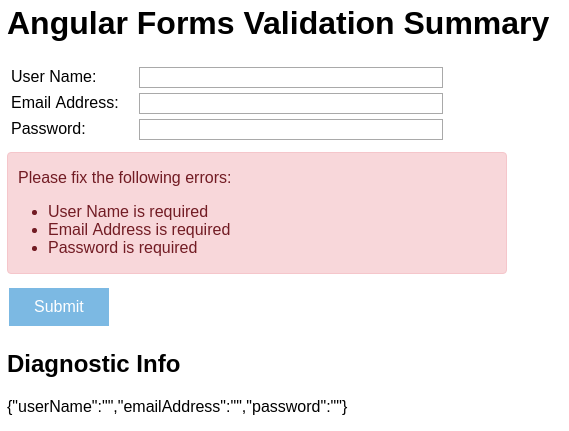 Angular Forms Validation Summary
User Name:
Email Address:
Password:
Please fix the following errors:
• User Name is required
• Email Address is required
• Password is required
Submit
Diagnostic Info
{"userName":"","emailAddress":"","password":""}